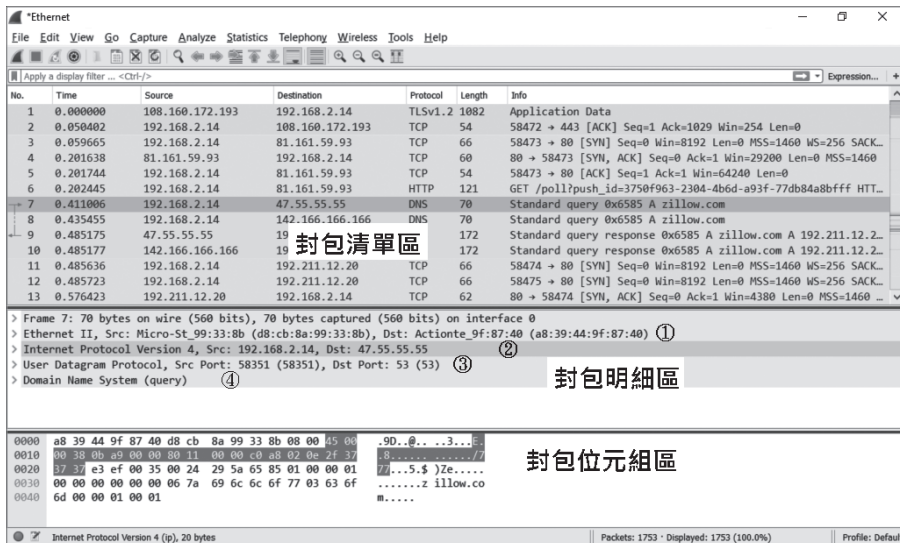 *Ethernet
File Edit View Go Capture Analyze Statistics Telephony Wireless Tools Help
Apply a display filter ... <Ctrl-/> Expression... +
No. Time Source Destination Protocol Length Info
1 0.000000 108.160.172.193 192.168.2.14 TLSv1.2 1082 Application Data
2 0.050402 192.168.2.14 108.160.172.193 TCP 54 58472 → 443 [ACK] Seq=1 Ack=1029 Win=254 Len=0
3 0.059665 192.168.2.14 81.161.59.93 TCP 66 58473 → 80 [SYN] Seq=0 Win=8192 Len=0 MSS=1460 WS=256 SACK…
4 0.201638 81.161.59.93 192.168.2.14 TCP 60 80 → 58473 [SYN, ACK] Seq=0 Ack=1 Win=29200 Len=0 MSS=1460
5 0.201744 192.168.2.14 81.161.59.93 TCP 54 58473 → 80 [ACK] Seq=1 Ack=1 Win=64240 Len=0
6 0.202445 192.168.2.14 81.161.59.93 HTTP 121 GET /poll?push_id=3750f963-2304-4b6d-a93f-77db84a8bfff HTT…
7 0.411006 192.168.2.14 47.55.55.55 DNS 70 Standard query 0x6585 A zillow.com
8 0.435455 192.168.2.14 142.166.166.166 DNS 70 Standard query 0x6585 A zillow.com
9 0.485175 47.55.55.55 19 172 Standard query response 0x6585 A zillow.com A 192.211.12.2…
封包清單區
10 0.485177 142.166.166.166 19 172 Standard query response 0x6585 A zillow.com A 192.211.12.2…
11 0.485636 192.168.2.14 192.211.12.20 TCP 66 58474 → 80 [SYN] Seq=0 Win=8192 Len=0 MSS=1460 WS=256 SACK…
12 0.485723 192.168.2.14 192.211.12.20 TCP 66 58475 → 80 [SYN] Seq=0 Win=8192 Len=0 MSS=1460 WS=256 SACK…
13 0.576423 192.211.12.20 192.168.2.14 TCP 62 80 → 58474 [SYN, ACK] Seq=0 Ack=1 Win=4380 Len=0 MSS=1460 …
> Frame 7: 70 bytes on wire (560 bits), 70 bytes captured (560 bits) on interface 0
> Ethernet II, Src: Micro-St_99:33:8b (d8:cb:8a:99:33:8b), Dst: Actionte_9f:87:40 (a8:39:44:9f:87:40) ①
> Internet Protocol Version 4, Src: 192.168.2.14, Dst: 47.55.55.55 ②
> User Datagram Protocol, Src Port: 58351 (58351), Dst Port: 53 (53) ③
> Domain Name System (query) ④
封包明細區
0000 a8 39 44 9f 87 40 d8 cb 8a 99 33 8b 08 00 45 00 .9D..@.. ..3...E.
0010 00 38 0b a9 00 00 80 11 00 00 c0 a8 02 0e 2f 37 .8...... ....../7
0020 37 37 e3 ef 00 35 00 24 29 5a 65 85 01 00 00 01 77...5.$ )Ze.....
0030 00 00 00 00 00 00 06 7a 69 6c 6c 6f 77 03 63 6f .......z illow.co
0040 6d 00 00 01 00 01 m.....
封包位元組區
Internet Protocol Version 4 (ip), 20 bytes Packets: 1753 · Displayed: 1753 (100.0%) Profile: Defaul